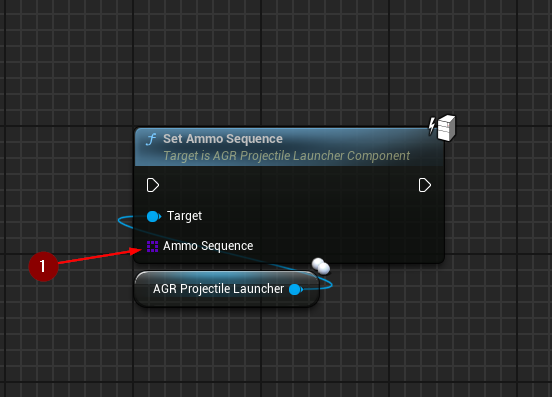 Set Ammo Sequence
Target is AGR Projectile Launcher Component
Target
Ammo Sequence
1
AGR Projectile Launcher